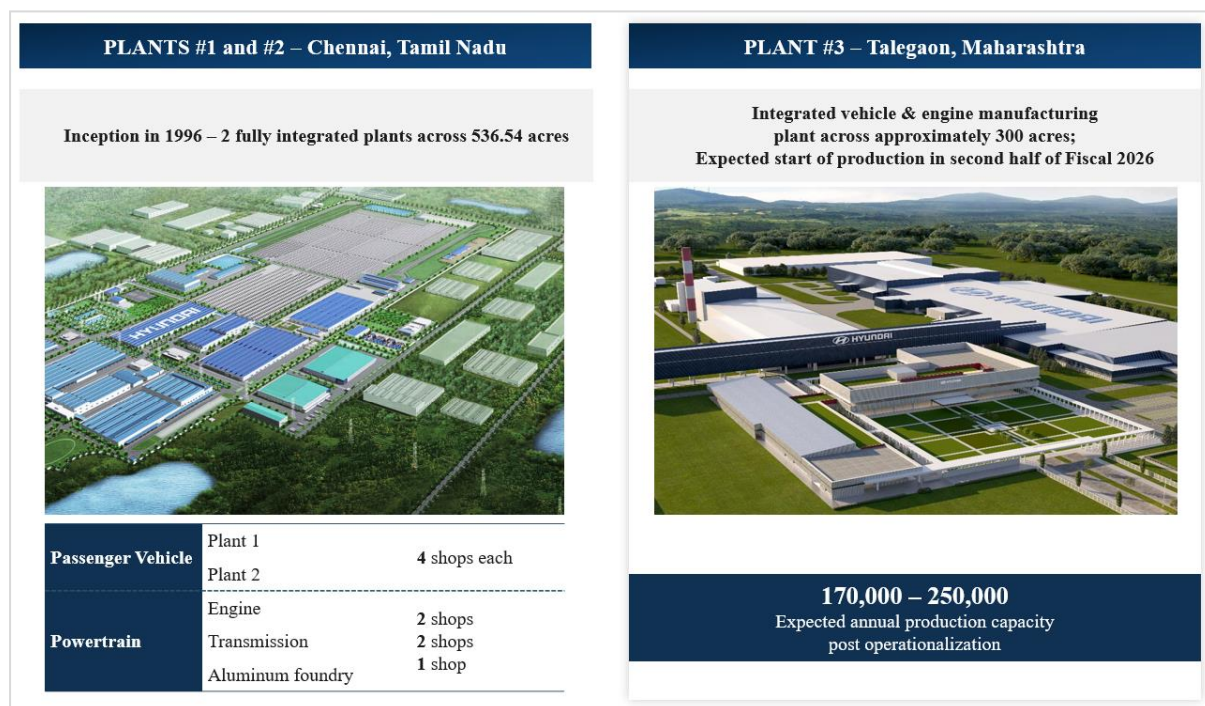 PLANTS #1 and #2 – Chennai, Tamil Nadu
Inception in 1996 – 2 fully integrated plants across 536.54 acres
HYUNDAI
Passenger Vehicle
Plant 1
Plant 2
4 shops each
Powertrain
Engine
2 shops
Transmission
2 shops
Aluminum foundry
1 shop
PLANT #3 – Talegaon, Maharashtra
Integrated vehicle & engine manufacturing
plant across approximately 300 acres;
Expected start of production in second half of Fiscal 2026
HYUNDAI
HYUNDAI
170,000 – 250,000
Expected annual production capacity
post operationalization